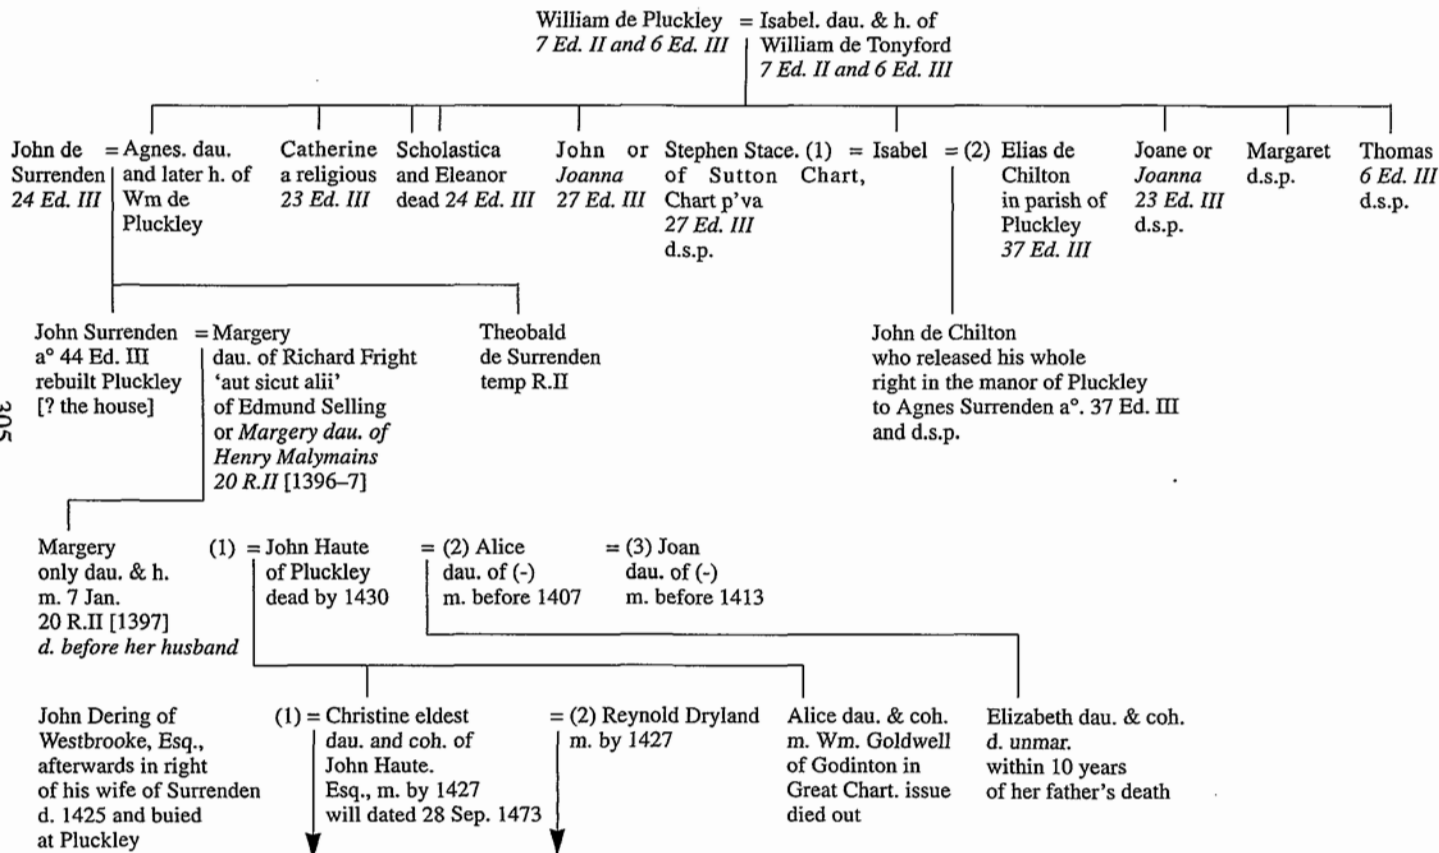 William de Pluckley = Isabel. dau. & h. of
7 Ed. II and 6 Ed. III William de Tonyford
7 Ed. II and 6 Ed. III
John de = Agnes. dau.
Surrenden and later h. of
24 Ed. III Wm de
Pluckley
Catherine
a religious
23 Ed. III
Scholastica
and Eleanor
dead 24 Ed. III
John or
Joanna
27 Ed. III
Stephen Stace. (1) = Isabel = (2) Elias de
of Sutton Chart, Chilton
Chart p'va in parish of
27 Ed. III Pluckley
d.s.p. 37 Ed. III
Joane or
Joanna
23 Ed. III
d.s.p.
Margaret
d.s.p.
Thomas
6 Ed. III
d.s.p.
John Surrenden = Margery
a° 44 Ed. III dau. of Richard Fright
rebuilt Pluckley 'aut sicut alii'
[? the house] of Edmund Selling
or Margery dau. of
Henry Malymains
20 R.II [1396–7]
Theobald
de Surrenden
temp R.II
John de Chilton
who released his whole
right in the manor of Pluckley
to Agnes Surrenden a°. 37 Ed. III
and d.s.p.
305
Margery (1) = John Haute = (2) Alice = (3) Joan
only dau. & h. of Pluckley dau. of (-) dau. of (-)
m. 7 Jan. dead by 1430 m. before 1407 m. before 1413
20 R.II [1397]
d. before her husband
John Dering of (1) = Christine eldest = (2) Reynold Dryland
Westbrooke, Esq., dau. and coh. of m. by 1427
afterwards in right John Haute.
of his wife of Surrenden Esq., m. by 1427
d. 1425 and buied will dated 28 Sep. 1473
at Pluckley
Alice dau. & coh.
m. Wm. Goldwell
of Godinton in
Great Chart. issue
died out
Elizabeth dau. & coh.
d. unmar.
within 10 years
of her father's death